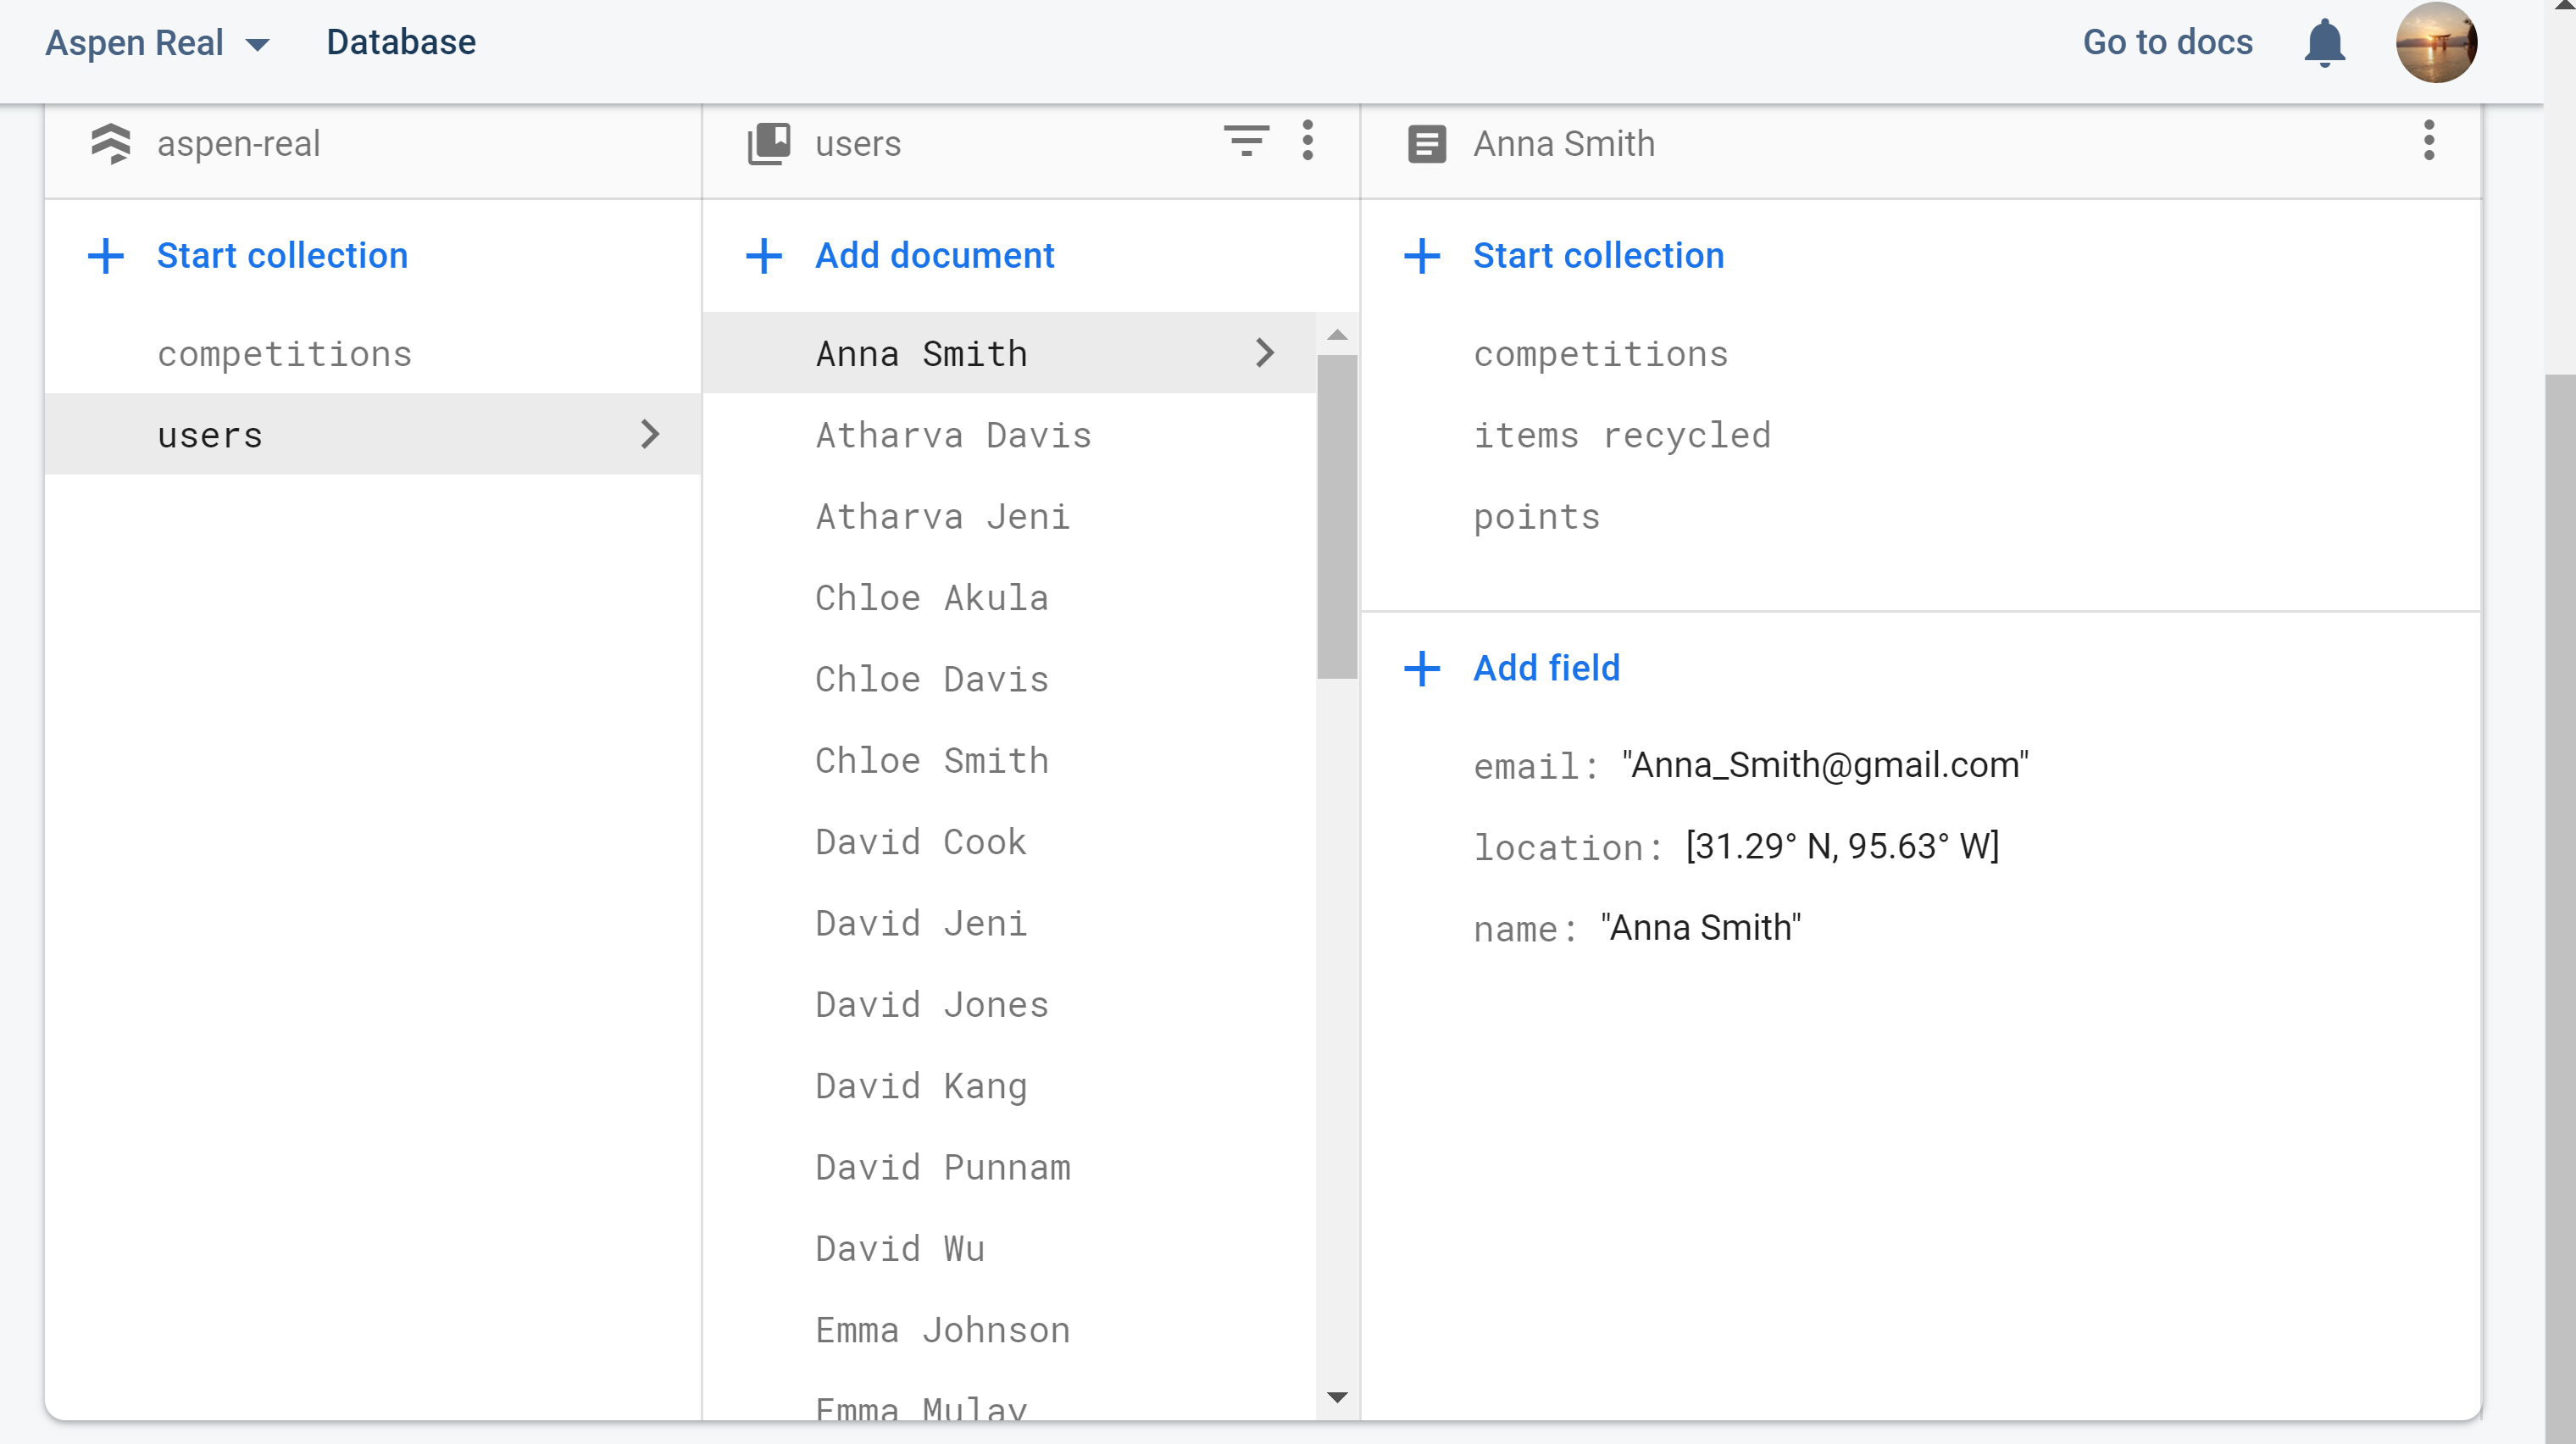 Aspen Real Database Go to docs
aspen-real
Start collection
competitions
users
users
Add document
Anna Smith
Atharva Davis
Atharva Jeni
Chloe Akula
Chloe Davis
Chloe Smith
David Cook
David Jeni
David Jones
David Kang
David Punnam
David Wu
Emma Johnson
Emma Mulay
Anna Smith
Start collection
competitions
items recycled
points
Add field
email: "Anna_Smith@gmail.com"
location: [31.29° N, 95.63° W]
name: "Anna Smith"